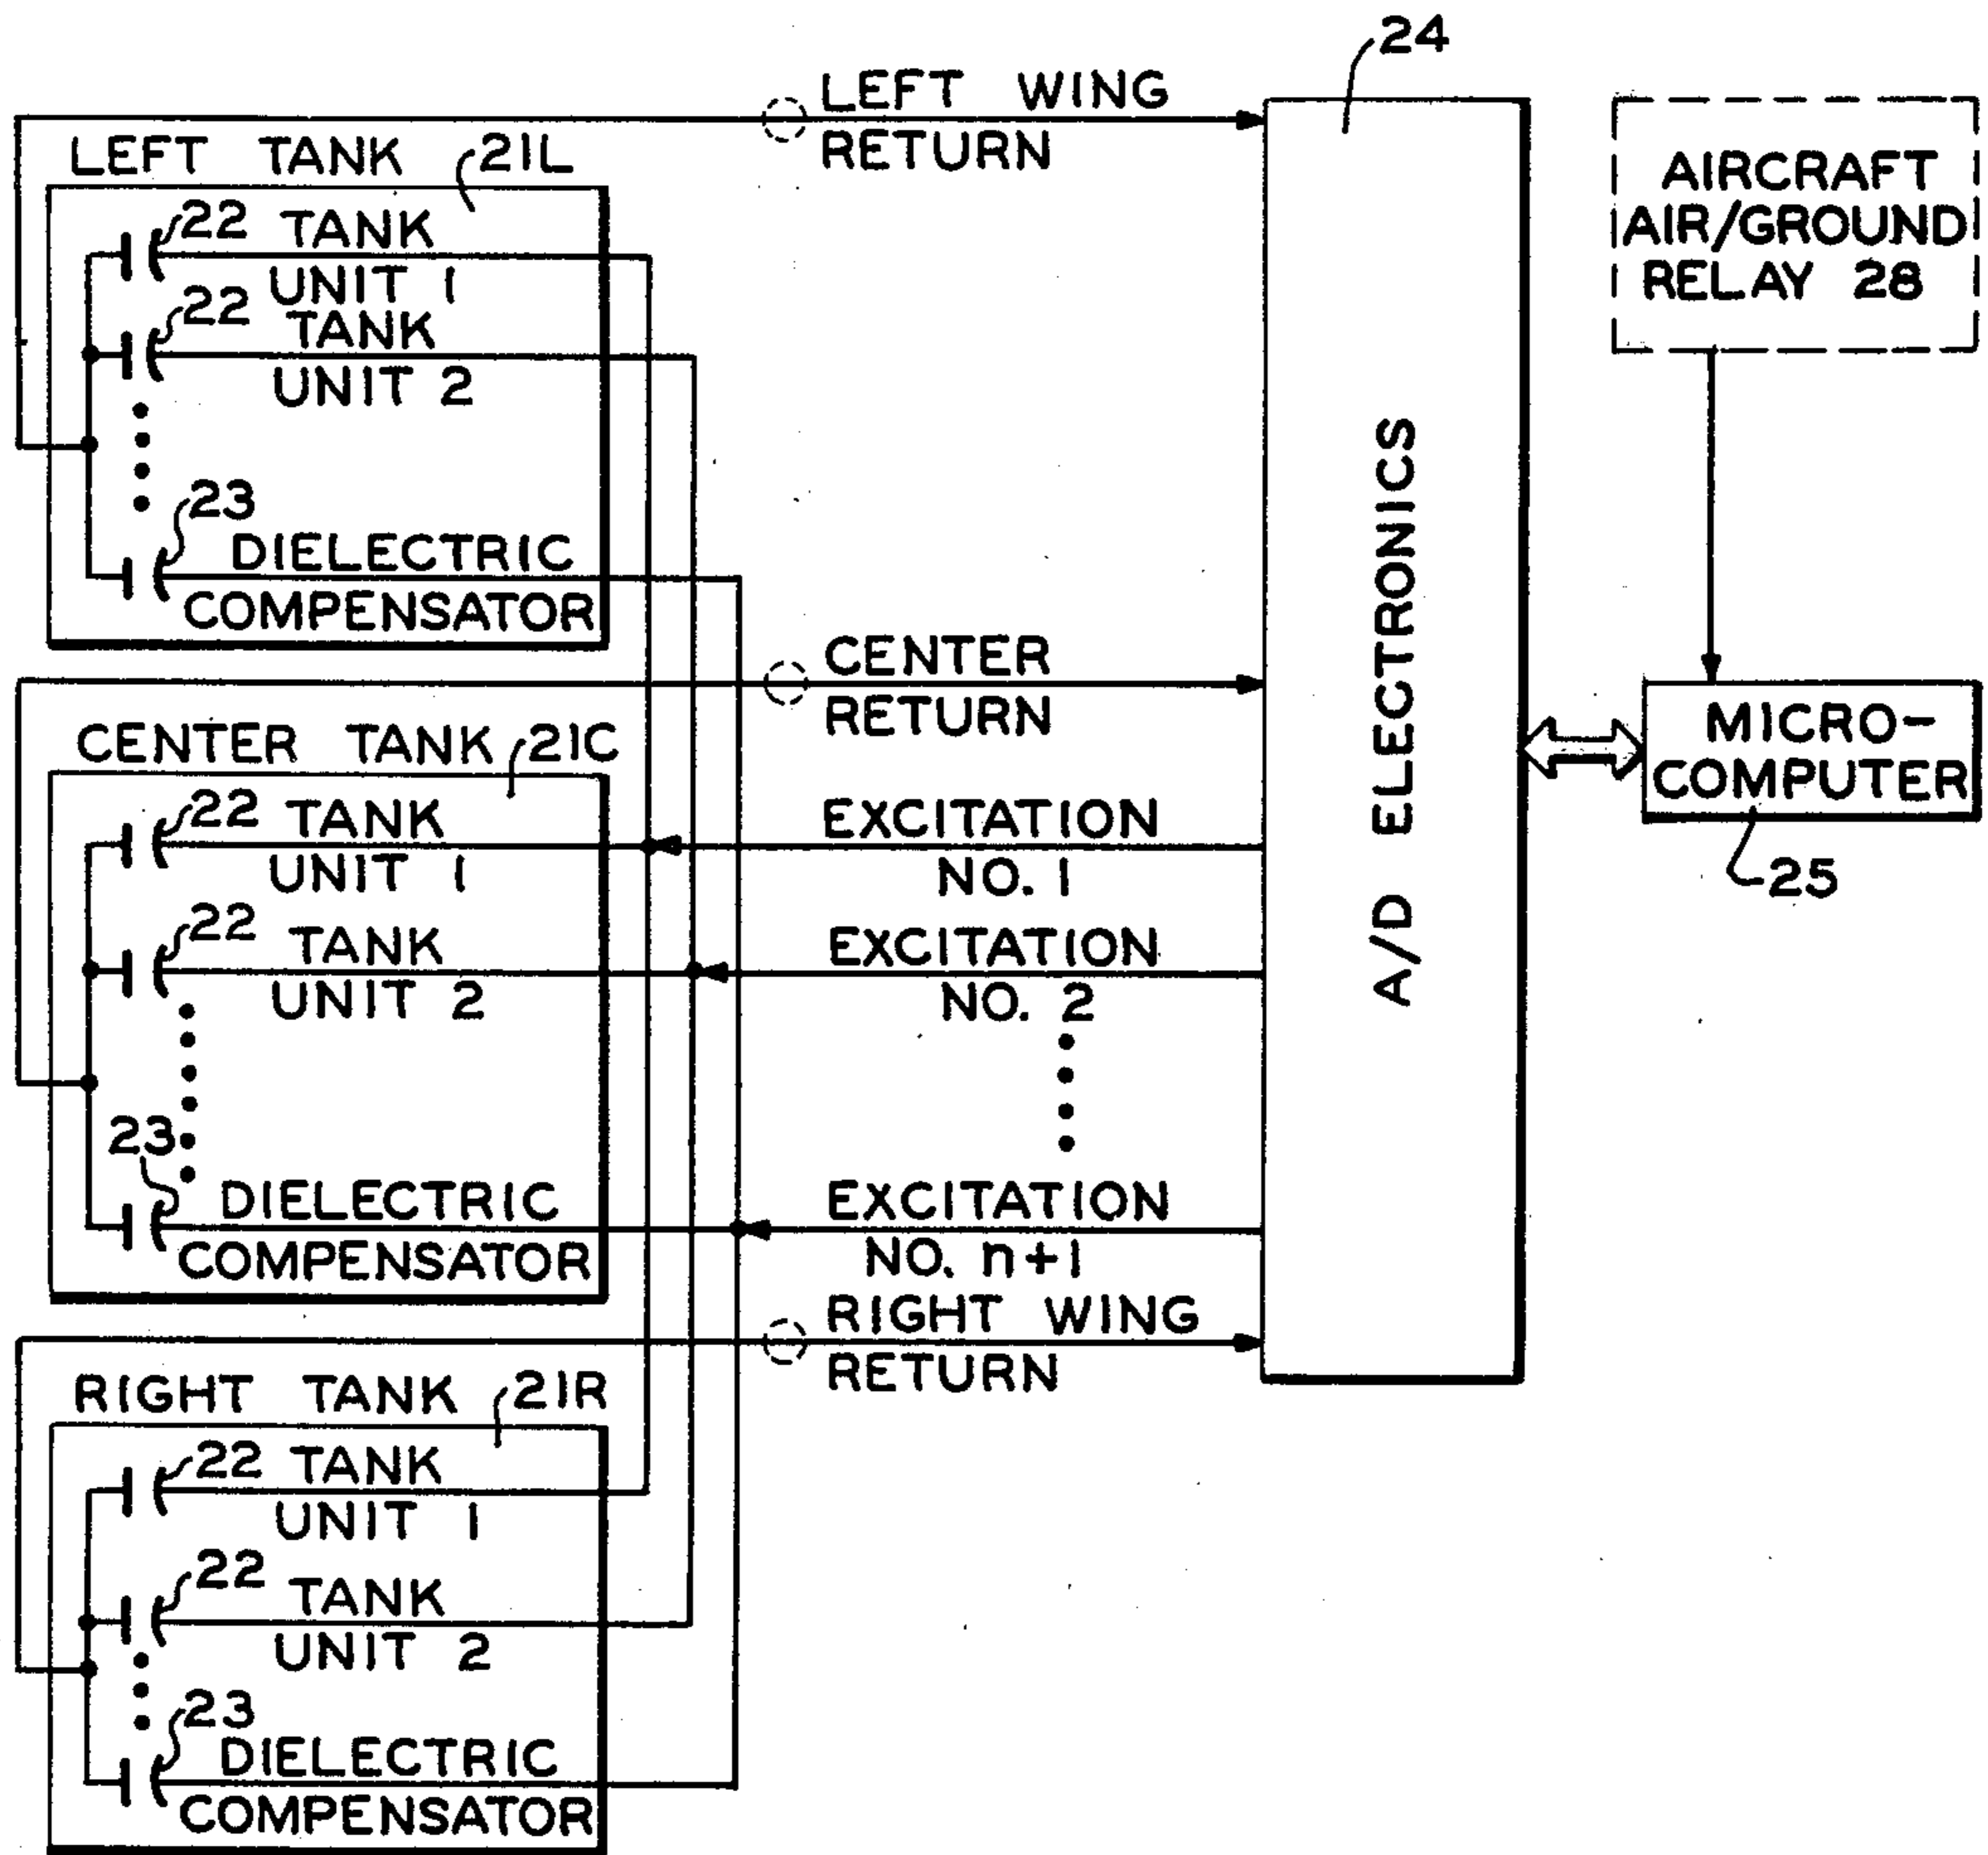 24
LEFT WING
RETURN
LEFT TANK 21L
22 TANK
UNIT 1
22 TANK
UNIT 2
23
DIELECTRIC
COMPENSATOR
AIRCRAFT
AIR/GROUND
RELAY 28
A/D ELECTRONICS
CENTER
RETURN
MICRO-
COMPUTER
25
CENTER TANK 21C
22 TANK
UNIT 1
22 TANK
UNIT 2
23
DIELECTRIC
COMPENSATOR
EXCITATION
NO. 1
EXCITATION
NO. 2
EXCITATION
NO. n+1
RIGHT WING
RETURN
RIGHT TANK 21R
22 TANK
UNIT 1
22 TANK
UNIT 2
23
DIELECTRIC
COMPENSATOR